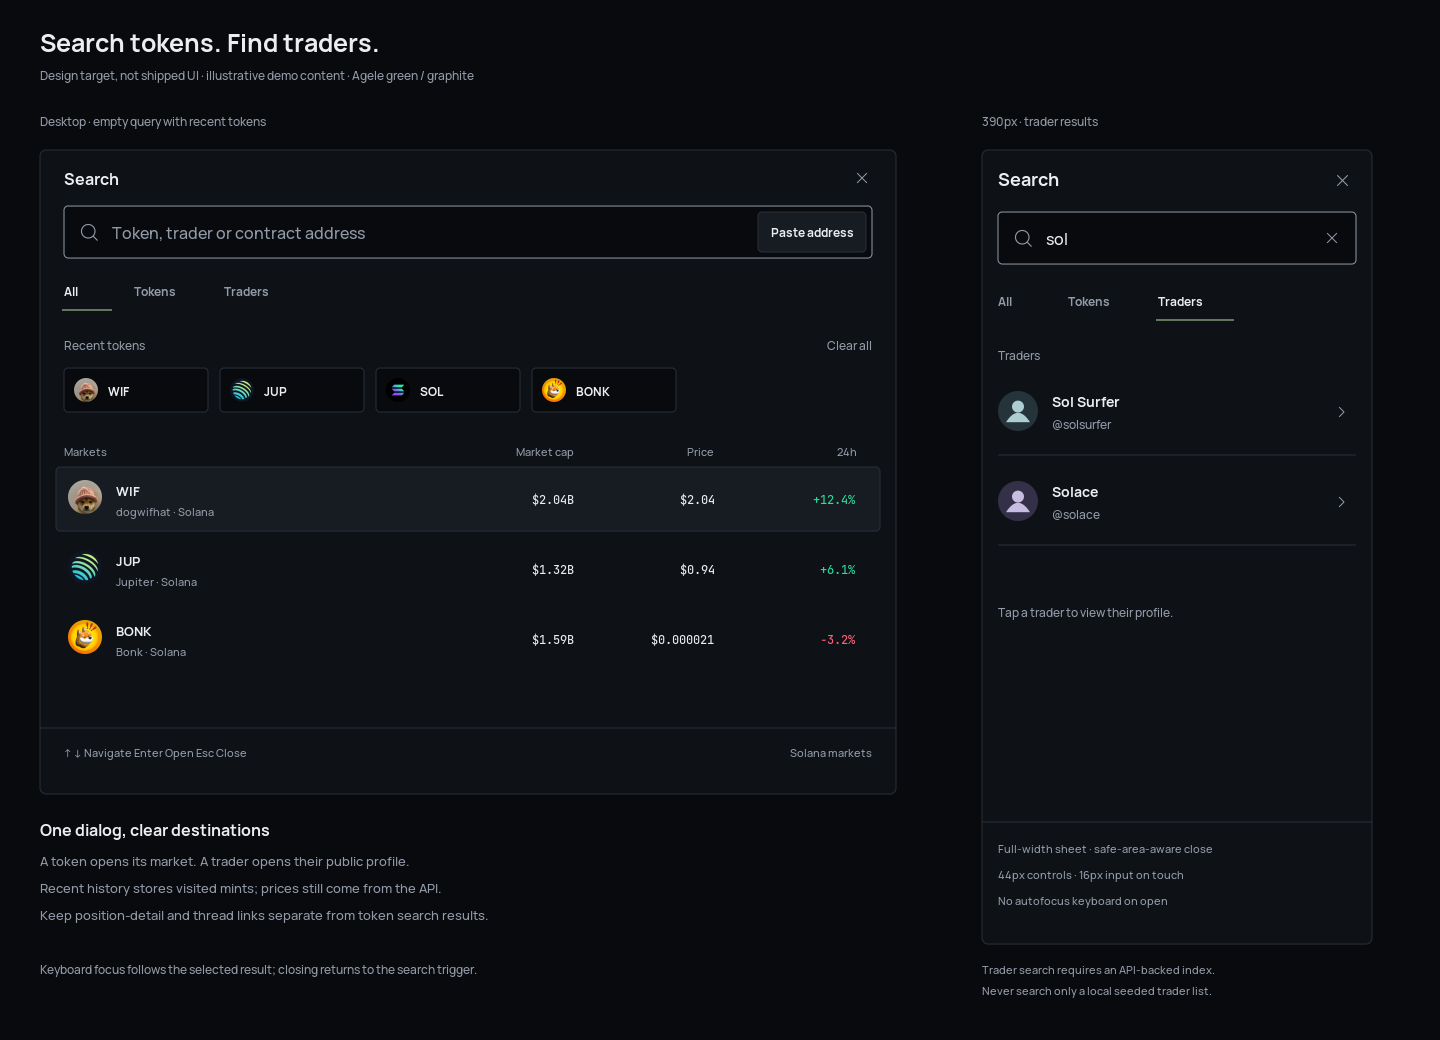 Search tokens. Find traders.
Design target, not shipped UI · illustrative demo content · Agele green / graphite
Desktop · empty query with recent tokens
Search
Token, trader or contract address
Paste address
All Tokens Traders
Recent tokens Clear all
WIF JUP SOL BONK
Markets Market cap Price 24h
WIF
dogwifhat · Solana
$2.04B $2.04 +12.4%
JUP
Jupiter · Solana
$1.32B $0.94 +6.1%
BONK
Bonk · Solana
$1.59B $0.000021 -3.2%
↑ ↓ Navigate Enter Open Esc Close Solana markets
One dialog, clear destinations
A token opens its market. A trader opens their public profile.
Recent history stores visited mints; prices still come from the API.
Keep position-detail and thread links separate from token search results.
Keyboard focus follows the selected result; closing returns to the search trigger.
390px · trader results
Search
sol
All Tokens Traders
Traders
Sol Surfer
@solsurfer
Solace
@solace
Tap a trader to view their profile.
Full-width sheet · safe-area-aware close
44px controls · 16px input on touch
No autofocus keyboard on open
Trader search requires an API-backed index.
Never search only a local seeded trader list.